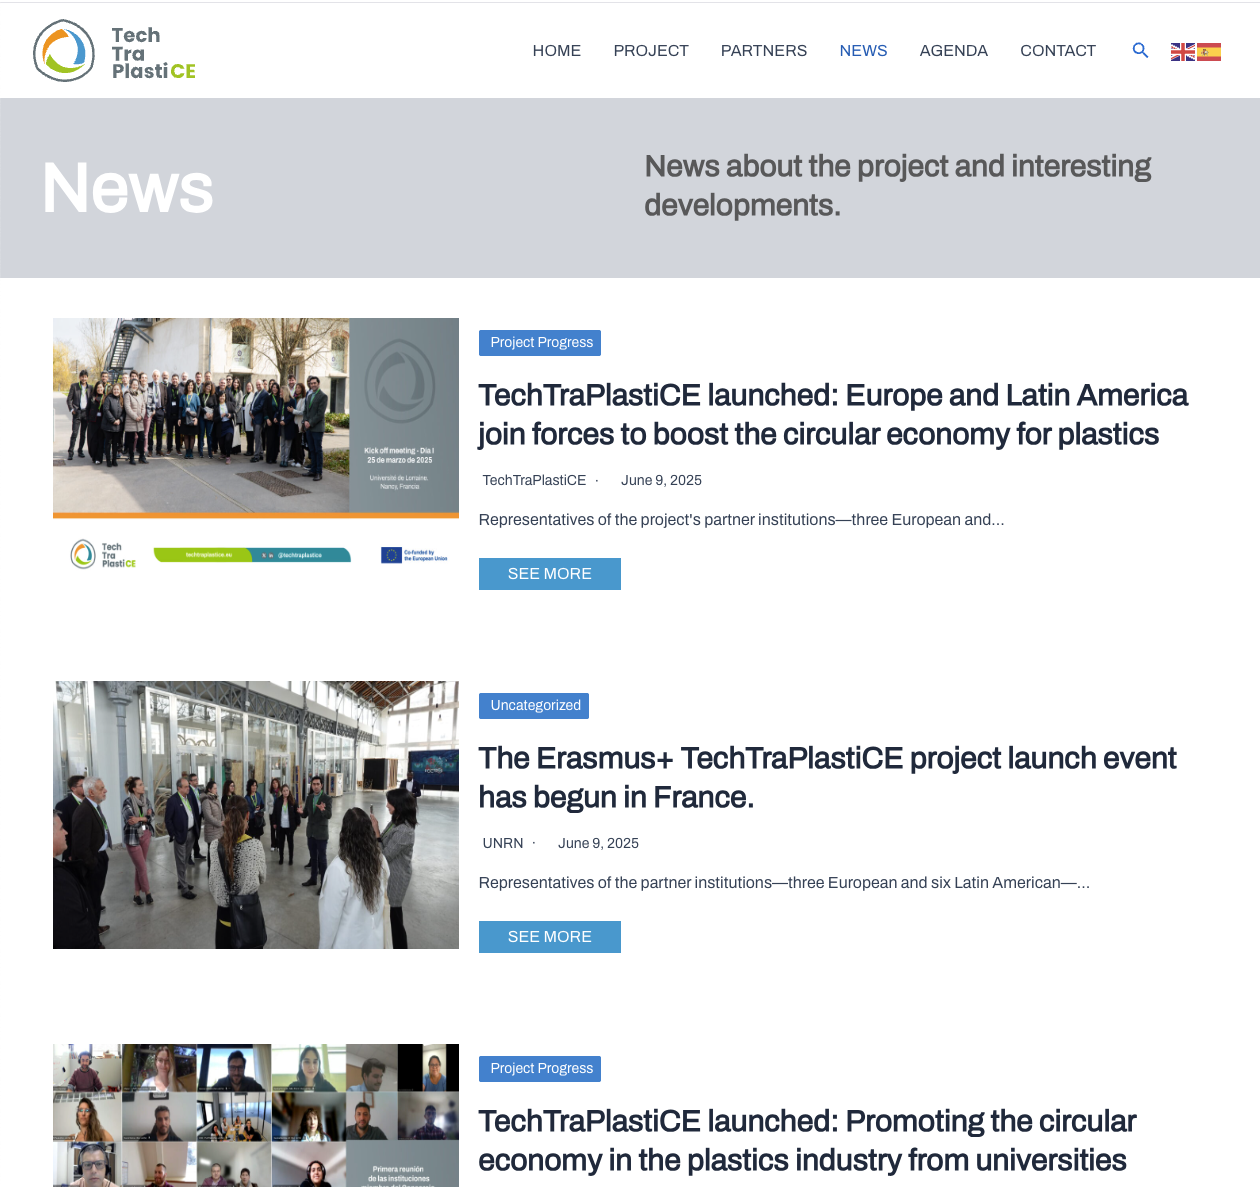 Tech
Tra
PlastiCE
HOME PROJECT PARTNERS NEWS AGENDA CONTACT
News
News about the project and interesting
developments.
Kick off meeting - Día I
25 de marzo de 2025
Université de Lorraine.
Nancy, Francia
Tech
Tra
PlastiCE
techtraplastice.eu
@techtraplastice
Co-funded by
the European Union
Project Progress
TechTraPlastiCE launched: Europe and Latin America
join forces to boost the circular economy for plastics
TechTraPlastiCE · June 9, 2025
Representatives of the project's partner institutions—three European and...
SEE MORE
Uncategorized
The Erasmus+ TechTraPlastiCE project launch event
has begun in France.
UNRN · June 9, 2025
Representatives of the partner institutions—three European and six Latin American—...
SEE MORE
Primera reunión
de las instituciones
Project Progress
TechTraPlastiCE launched: Promoting the circular
economy in the plastics industry from universities